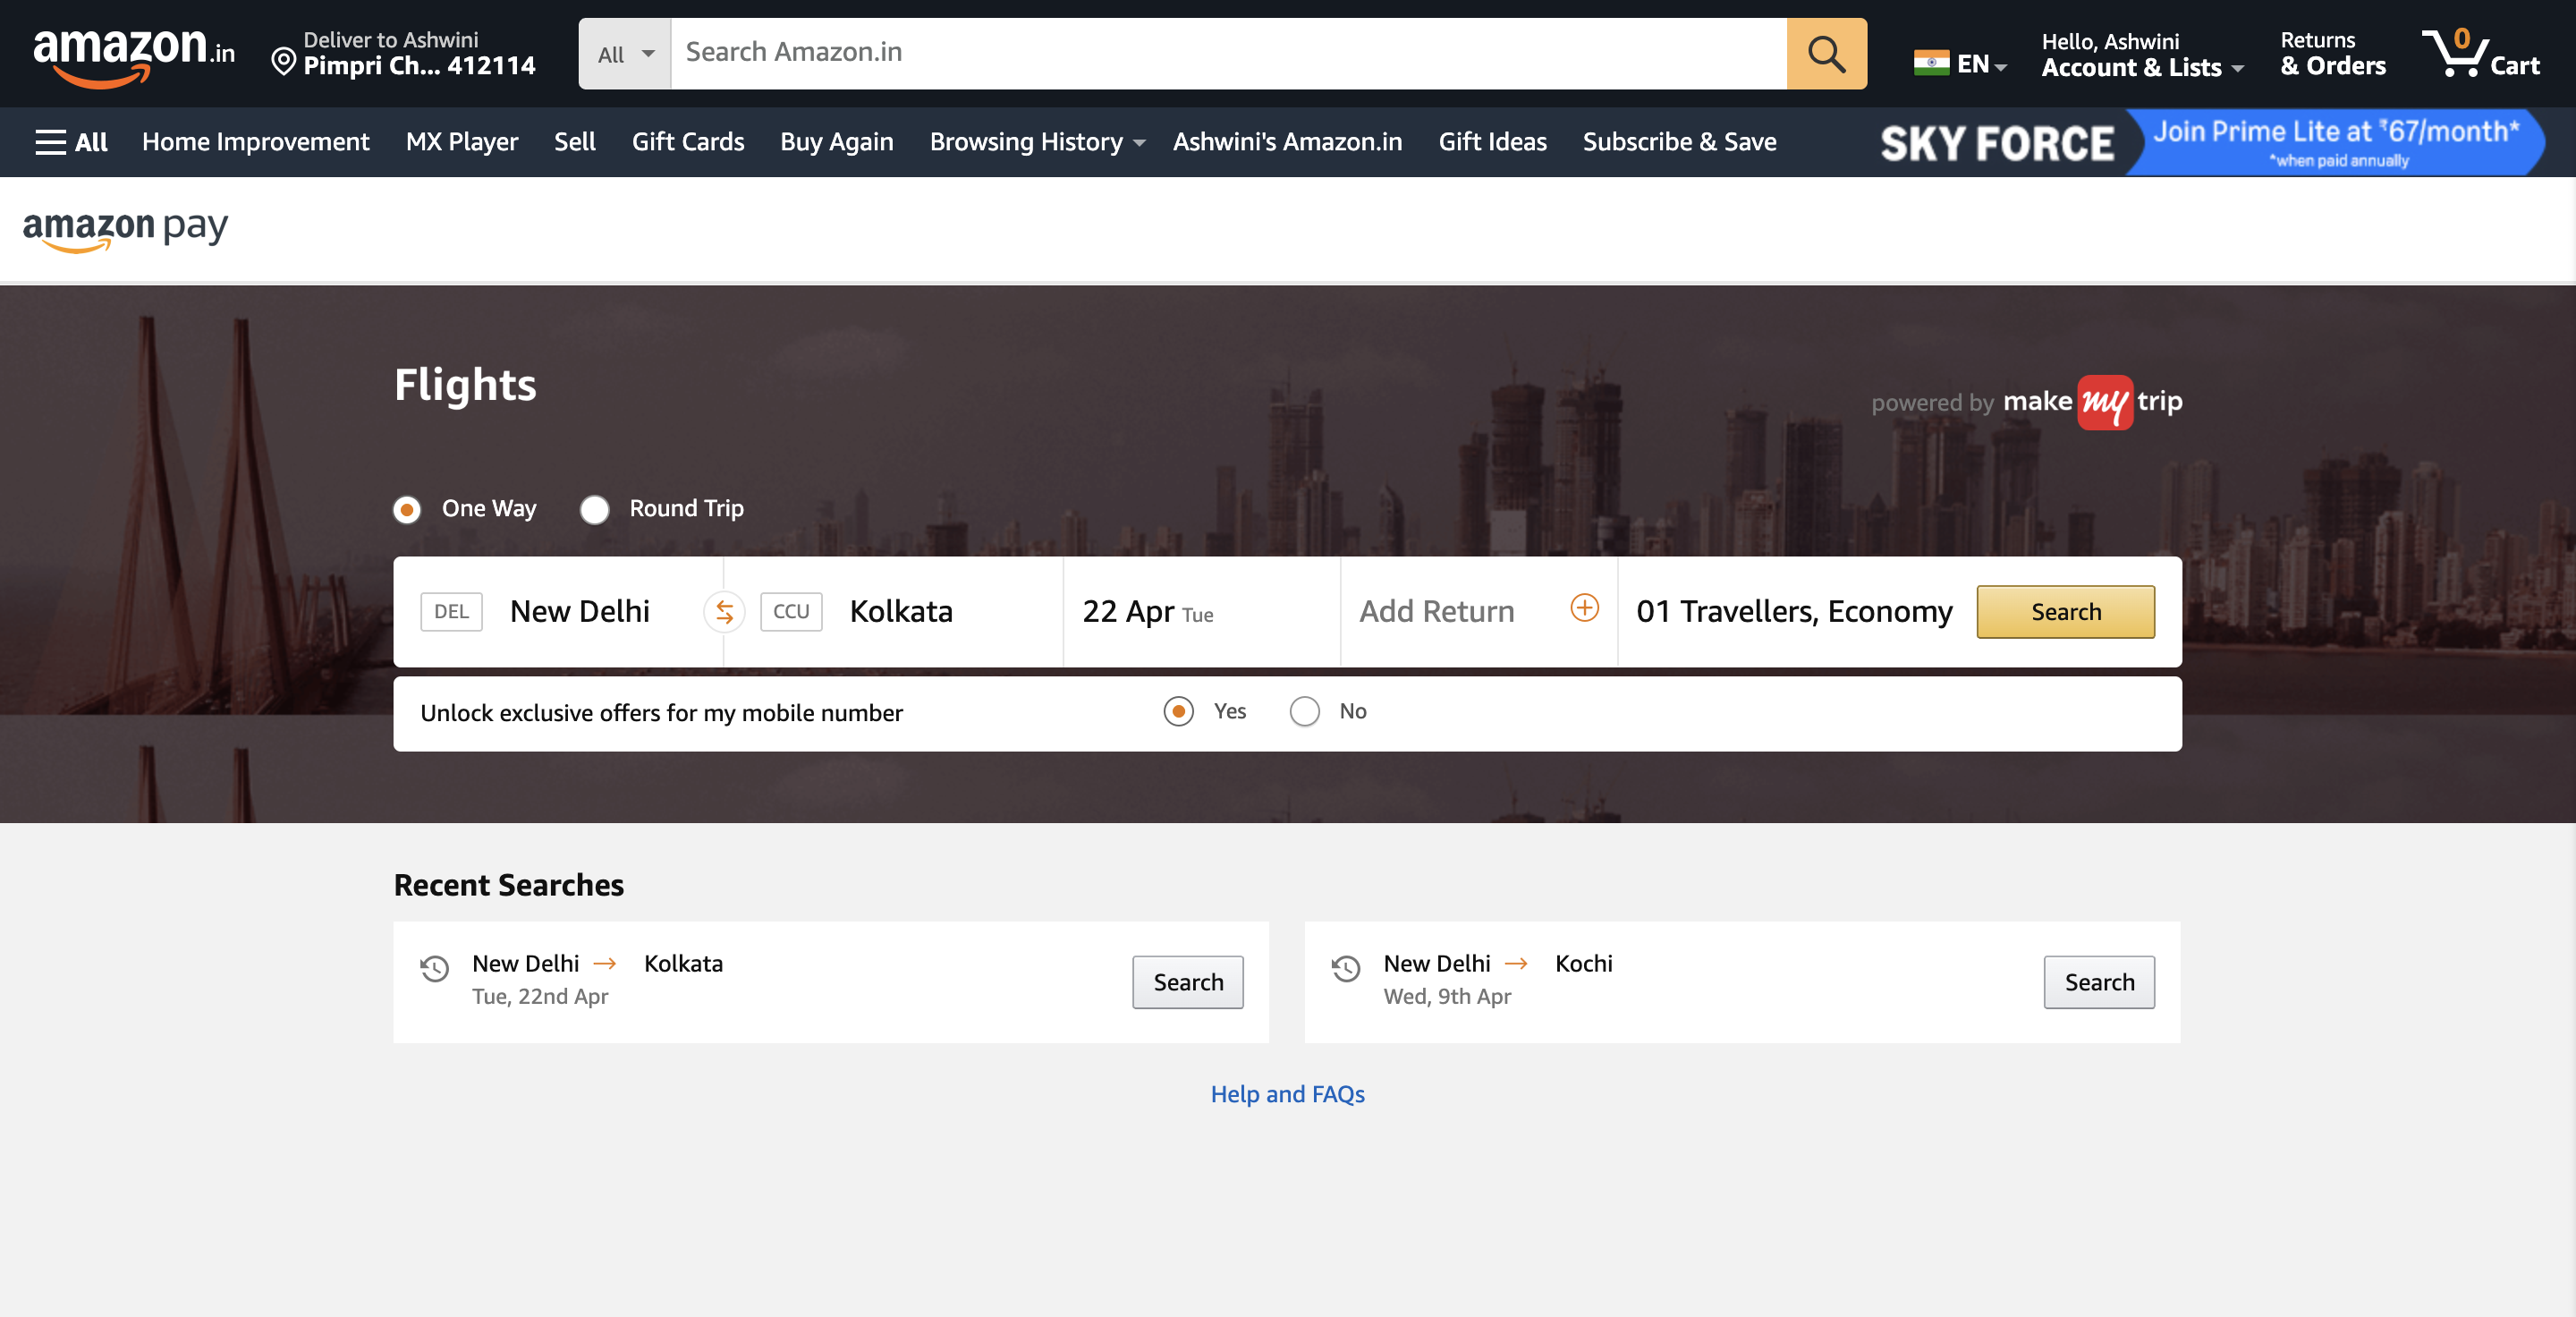 amazon.in
Deliver to Ashwini
Pimpri Ch... 412114
All
Search Amazon.in
EN
Hello, Ashwini
Account & Lists
Returns
& Orders
0
Cart
All
Home Improvement
MX Player
Sell
Gift Cards
Buy Again
Browsing History
Ashwini's Amazon.in
Gift Ideas
Subscribe & Save
SKY FORCE
Join Prime Lite at ₹67/month*
*when paid annually
amazon pay
Flights
powered by make my trip
One Way
Round Trip
DEL New Delhi
CCU Kolkata
22 Apr Tue
Add Return
01 Travellers, Economy
Search
Unlock exclusive offers for my mobile number
Yes
No
Recent Searches
New Delhi → Kolkata
Tue, 22nd Apr
Search
New Delhi → Kochi
Wed, 9th Apr
Search
Help and FAQs